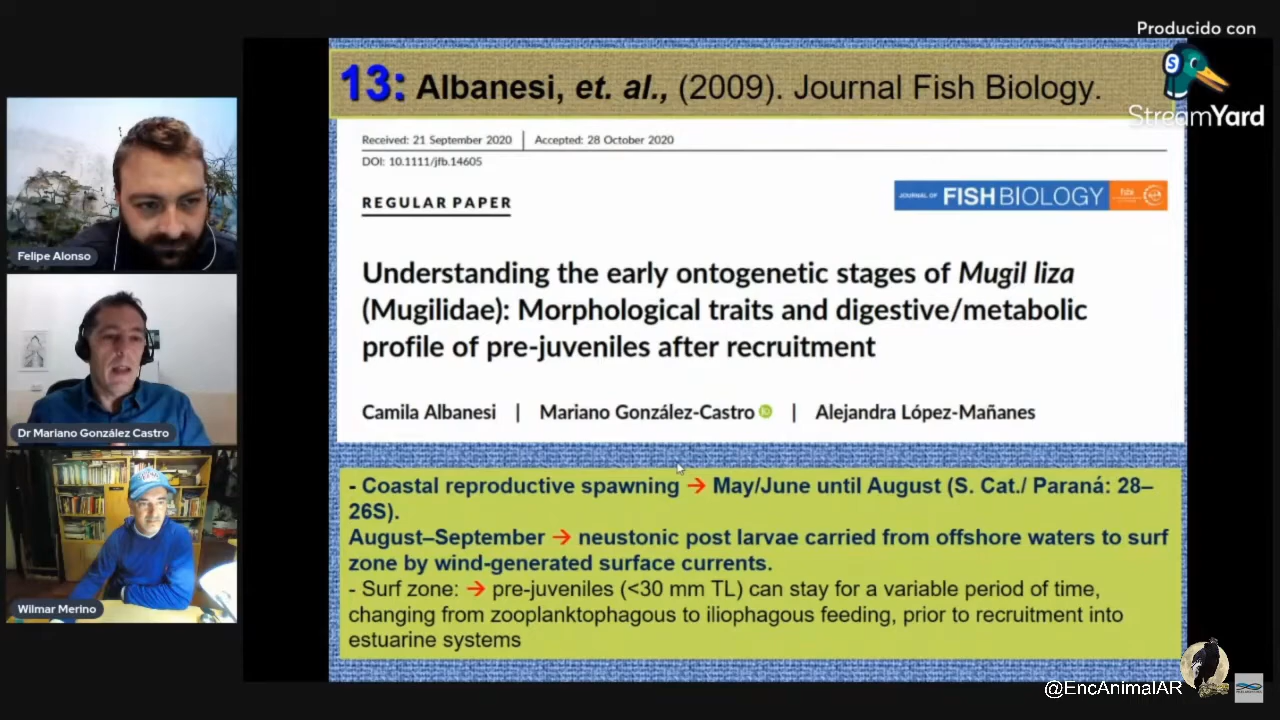 Producido con
StreamYard
13: Albanesi, et. al., (2009). Journal Fish Biology.
Received: 21 September 2020 | Accepted: 28 October 2020
DOI: 10.1111/jfb.14605
REGULAR PAPER
JOURNAL OF FISHBIOLOGY
Understanding the early ontogenetic stages of Mugil liza
(Mugilidae): Morphological traits and digestive/metabolic
profile of pre-juveniles after recruitment
Camila Albanesi | Mariano González-Castro | Alejandra López-Mañanes
- Coastal reproductive spawning → May/June until August (S. Cat./ Paraná: 28–
26S).
August–September → neustonic post larvae carried from offshore waters to surf
zone by wind-generated surface currents.
- Surf zone: → pre-juveniles (<30 mm TL) can stay for a variable period of time,
changing from zooplanktophagous to iliophagous feeding, prior to recruitment into
estuarine systems
Felipe Alonso
Dr Mariano González Castro
Wilmar Merino
@EncAnimalAR